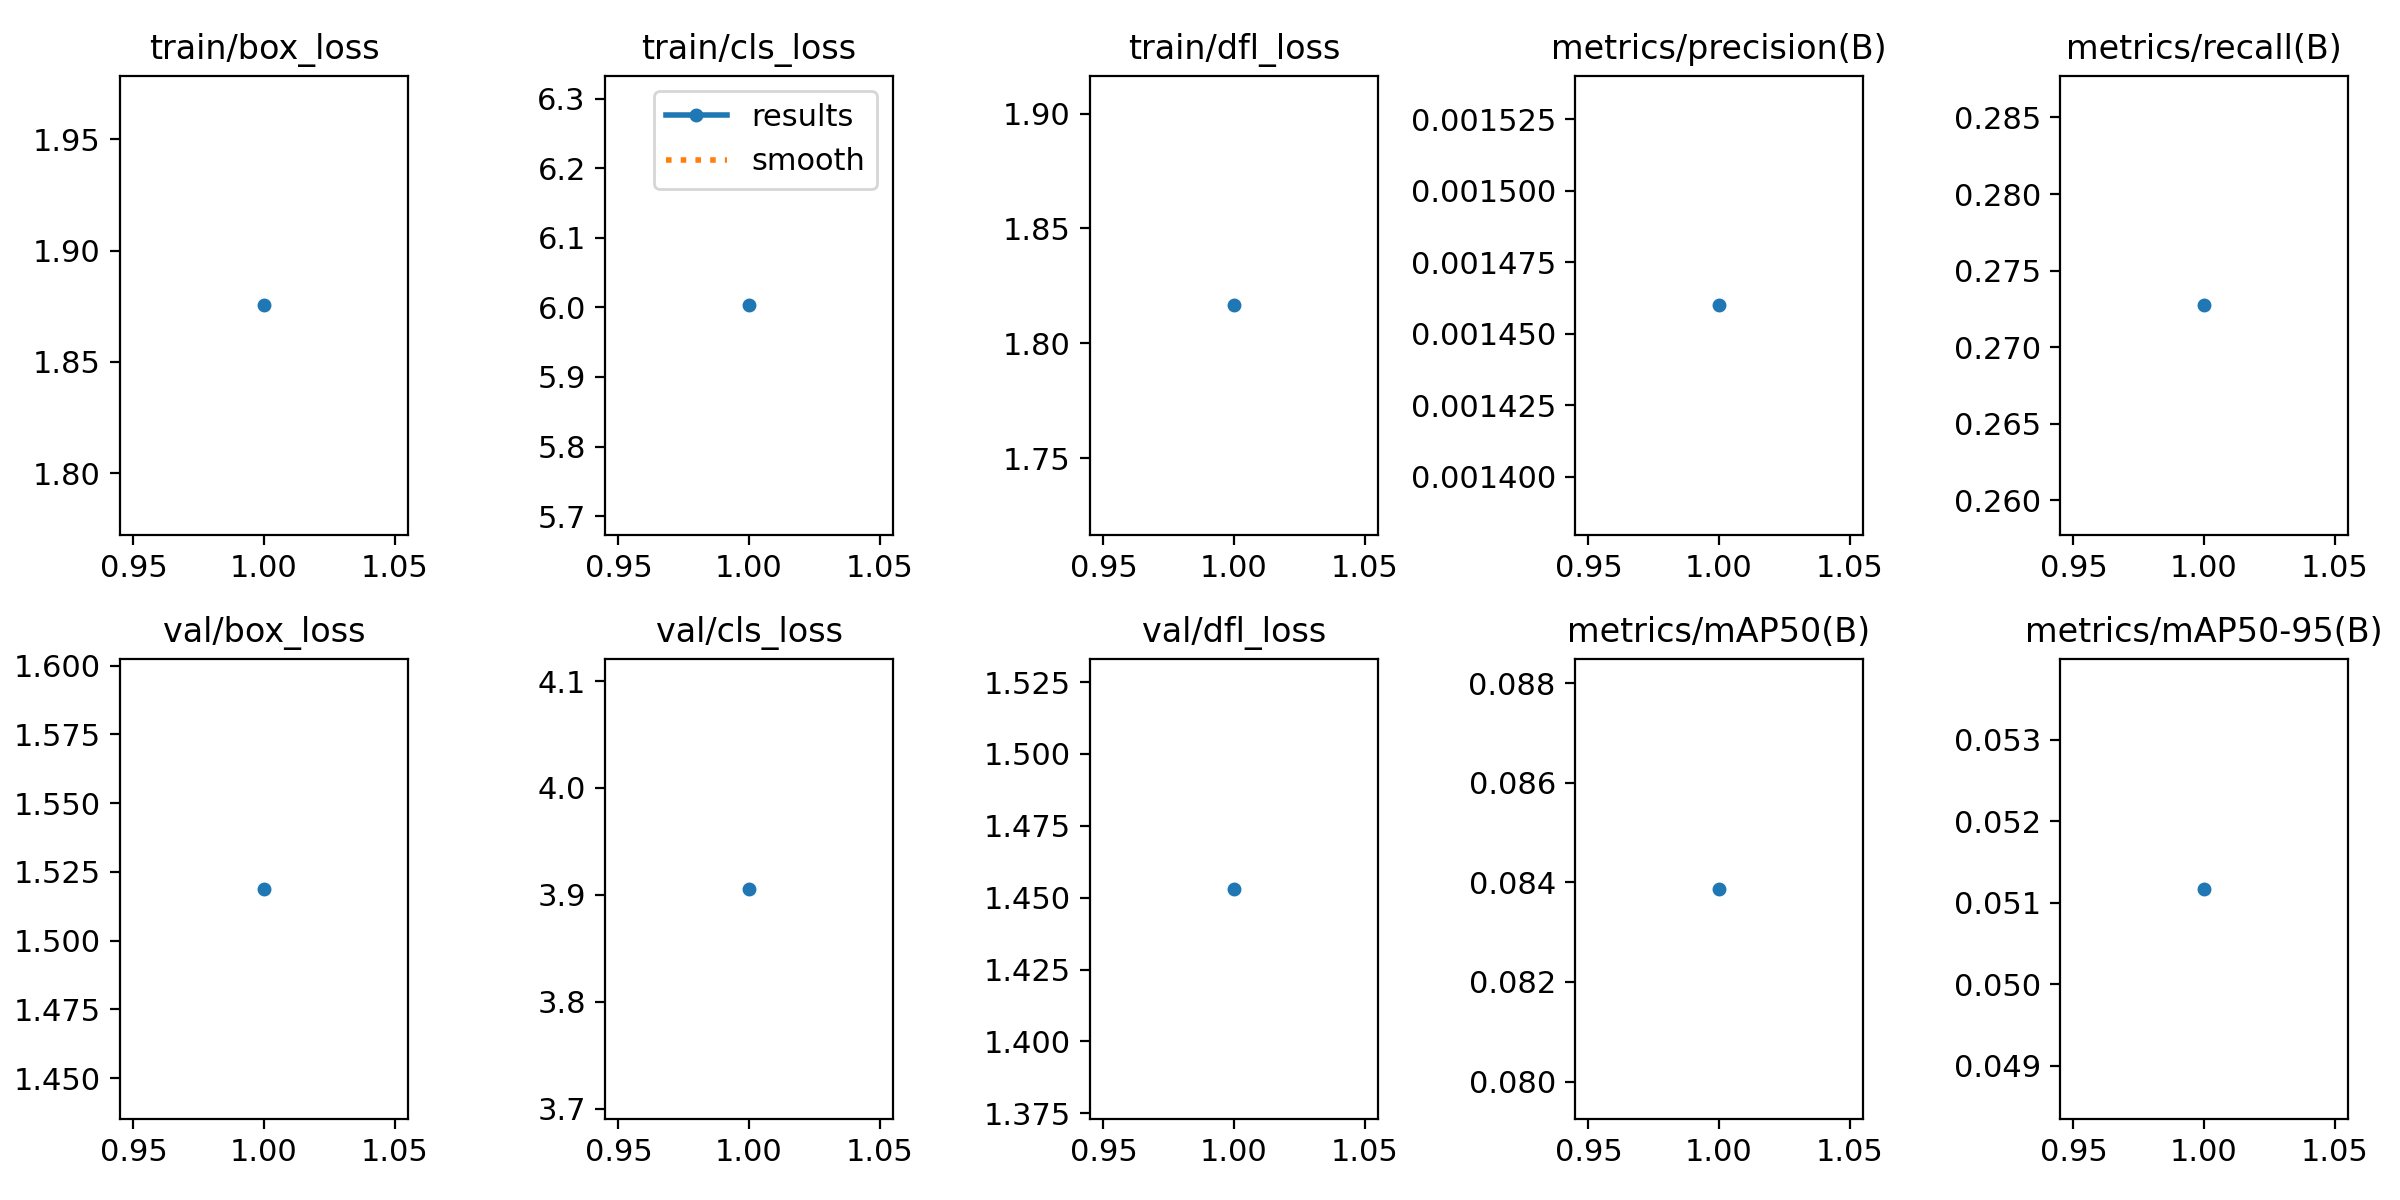 train/box_loss
1.95
1.90
1.85
1.80
0.95 1.00 1.05
train/cls_loss
results
smooth
6.3
6.2
6.1
6.0
5.9
5.8
5.7
0.95 1.00 1.05
train/dfl_loss
1.90
1.85
1.80
1.75
0.95 1.00 1.05
metrics/precision(B)
0.001525
0.001500
0.001475
0.001450
0.001425
0.001400
0.95 1.00 1.05
metrics/recall(B)
0.285
0.280
0.275
0.270
0.265
0.260
0.95 1.00 1.05
val/box_loss
1.600
1.575
1.550
1.525
1.500
1.475
1.450
0.95 1.00 1.05
val/cls_loss
4.1
4.0
3.9
3.8
3.7
0.95 1.00 1.05
val/dfl_loss
1.525
1.500
1.475
1.450
1.425
1.400
1.375
0.95 1.00 1.05
metrics/mAP50(B)
0.088
0.086
0.084
0.082
0.080
0.95 1.00 1.05
metrics/mAP50-95(B)
0.053
0.052
0.051
0.050
0.049
0.95 1.00 1.05